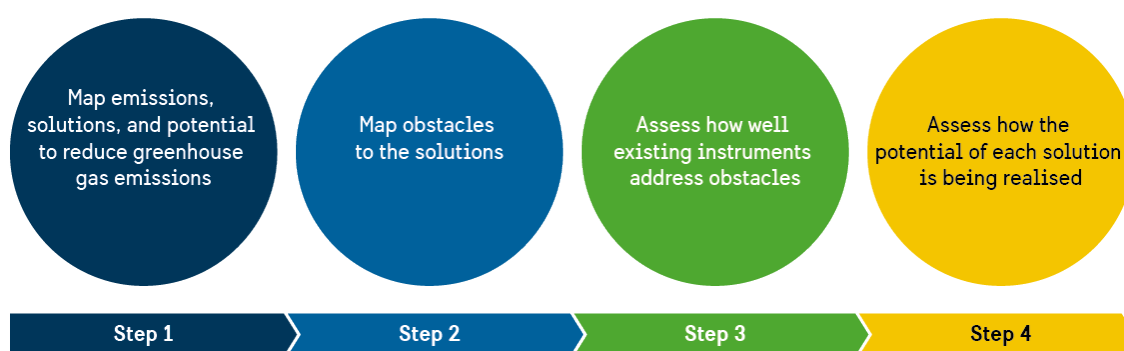 Map emissions,
solutions, and potential
to reduce greenhouse
gas emissions
Map obstacles
to the solutions
Assess how well
existing instruments
address obstacles
Assess how the
potential of each solution
is being realised
Step 1
Step 2
Step 3
Step 4